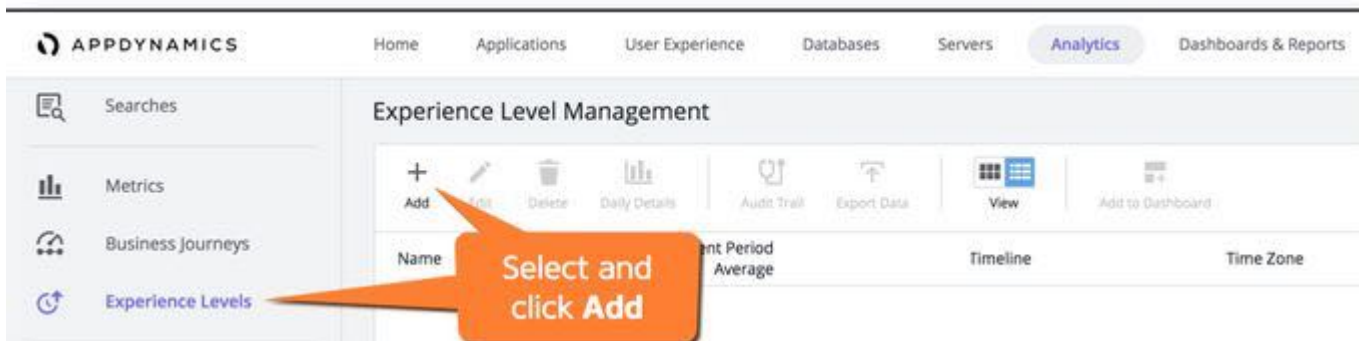 APPDYNAMICS
Home Applications User Experience Databases Servers Analytics Dashboards & Reports
Searches
Experience Level Management
Metrics
Add Edit Delete Daily Details Audit Trail Export Data View Add to Dashboard
Business Journeys
Name ent Period Average Timeline Time Zone
Experience Levels
Select and
click Add